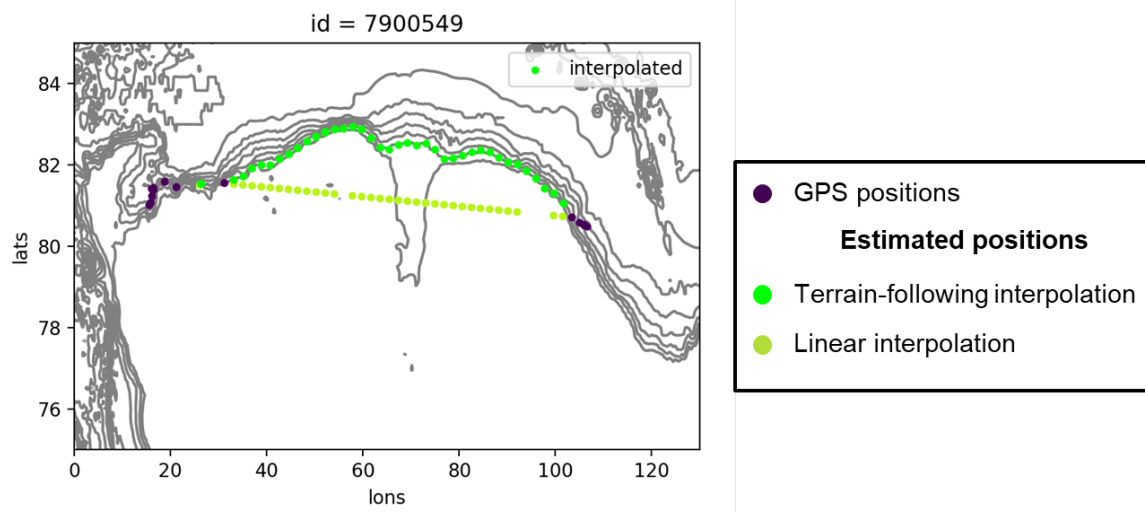 id = 7900549
interpolated
84
82
80
78
76
lats
0 20 40 60 80 100 120
lons
GPS positions
Estimated positions
Terrain-following interpolation
Linear interpolation